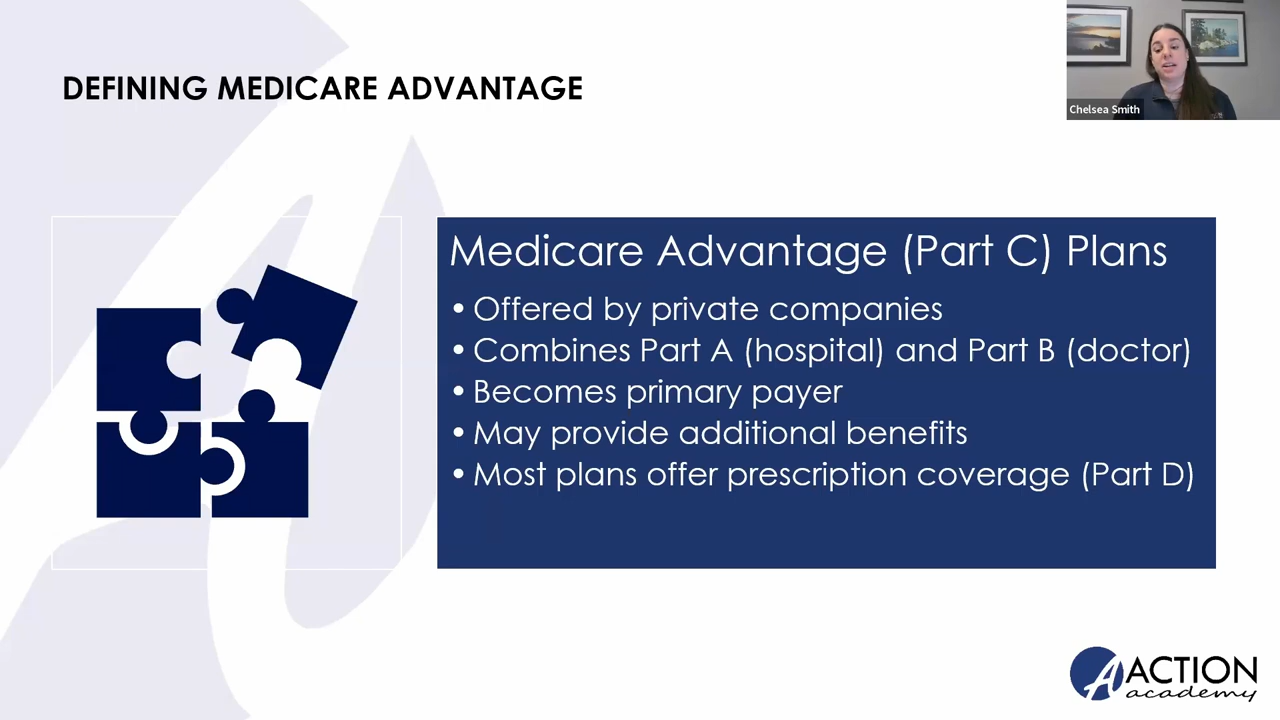 DEFINING MEDICARE ADVANTAGE
Chelsea Smith
Medicare Advantage (Part C) Plans
• Offered by private companies
• Combines Part A (hospital) and Part B (doctor)
• Becomes primary payer
• May provide additional benefits
• Most plans offer prescription coverage (Part D)
A ACTION
academy